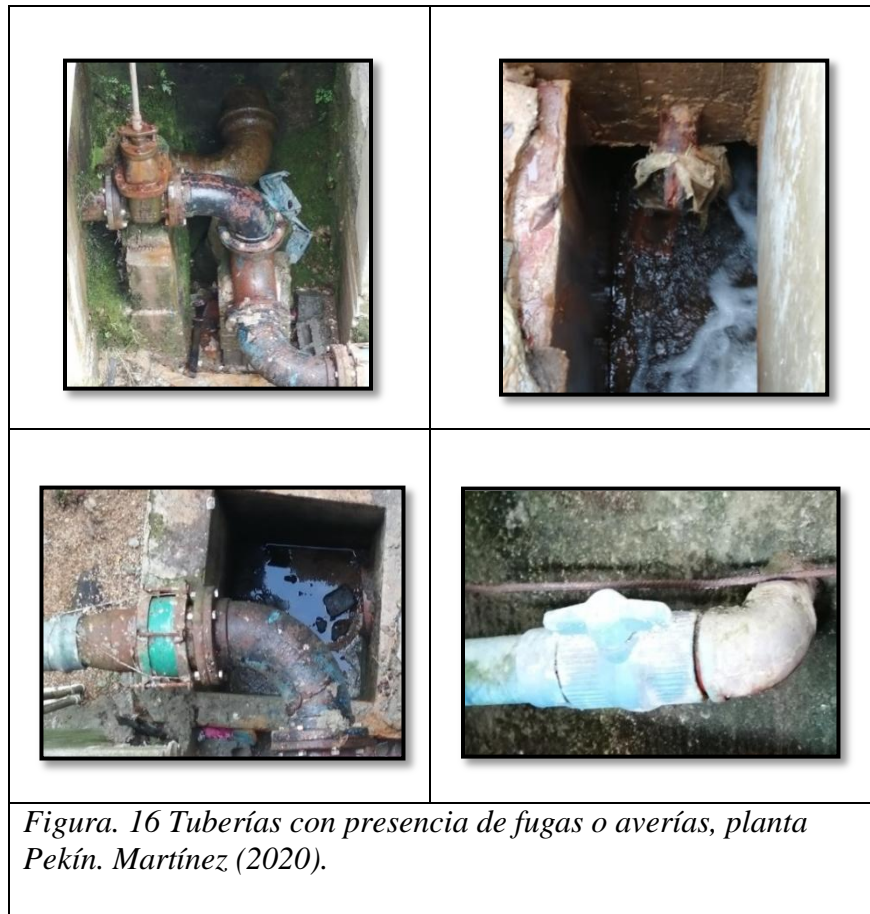 Figura. 16 Tuberías con presencia de fugas o averías, planta
Pekín. Martínez (2020).